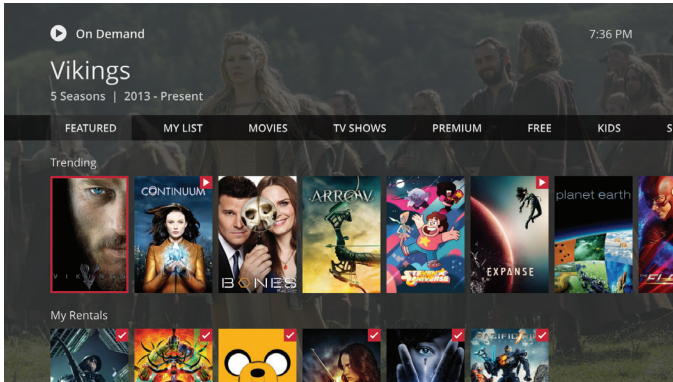 On Demand
7:36 PM
Vikings
5 Seasons | 2013 - Present
FEATURED MY LIST MOVIES TV SHOWS PREMIUM FREE KIDS S
Trending
VIKINGS
CONTINUUM
BONES
ARROW
STEVEN UNIVERSE
EXPANSE
planet earth
My Rentals